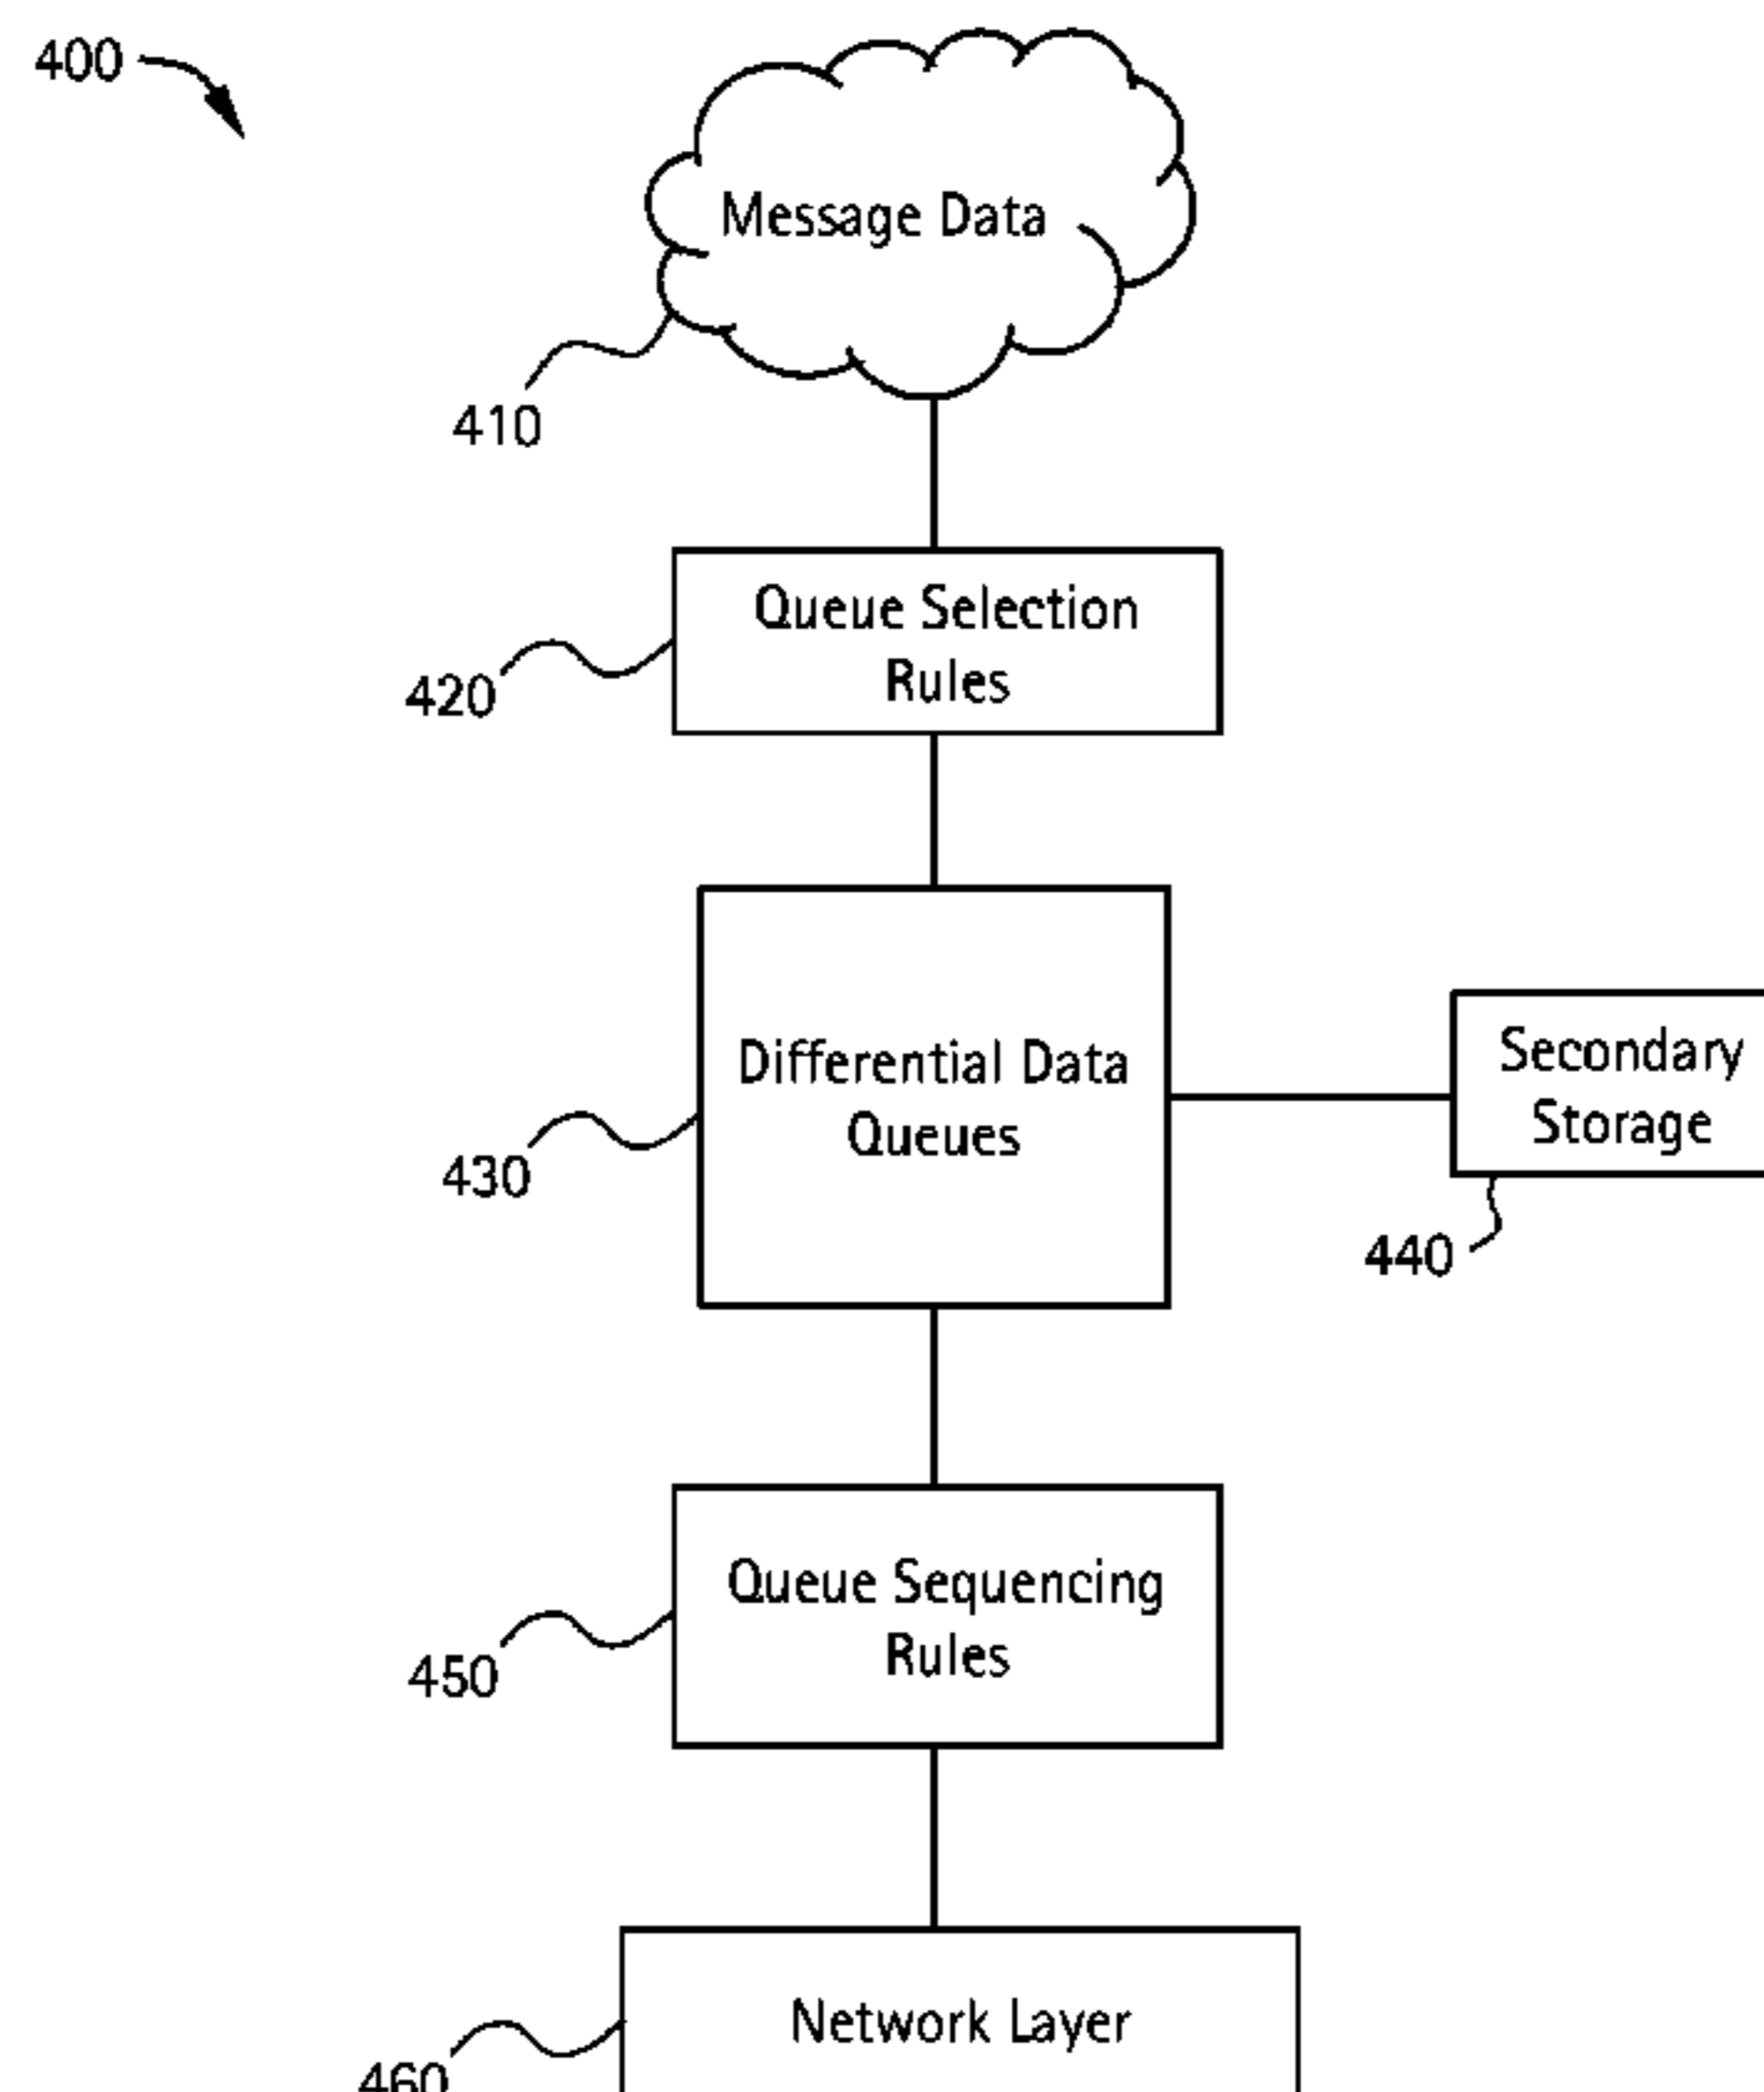 400
Message Data
410
Queue Selection
Rules
420
Differential Data
Queues
430
Secondary
Storage
440
Queue Sequencing
Rules
450
Network Layer
460